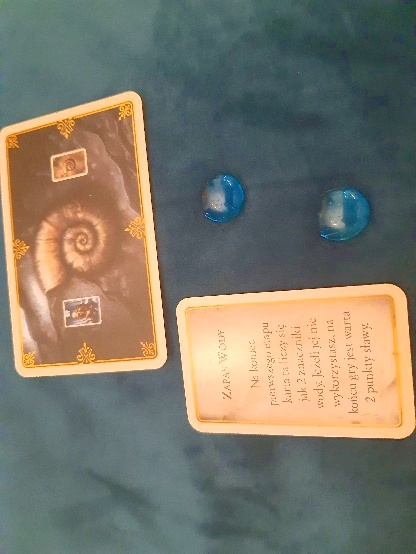 Zapas Wody
Na koniec
pierwszego etapu
karta ta liczy się
jak 2 znaczniki
wody. Jeżeli jej nie
wykorzystasz, na
końcu gry jest warta
2 punkty sławy.